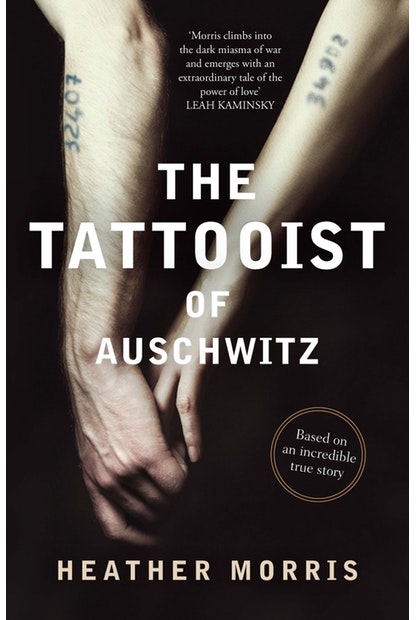 ‘Morris climbs into
the dark miasma of war
and emerges with an
extraordinary tale of the
power of love’
LEAH KAMINSKY
32407
34902
THE
TATTOOIST
OF
AUSCHWITZ
Based on
an incredible
true story
HEATHER MORRIS